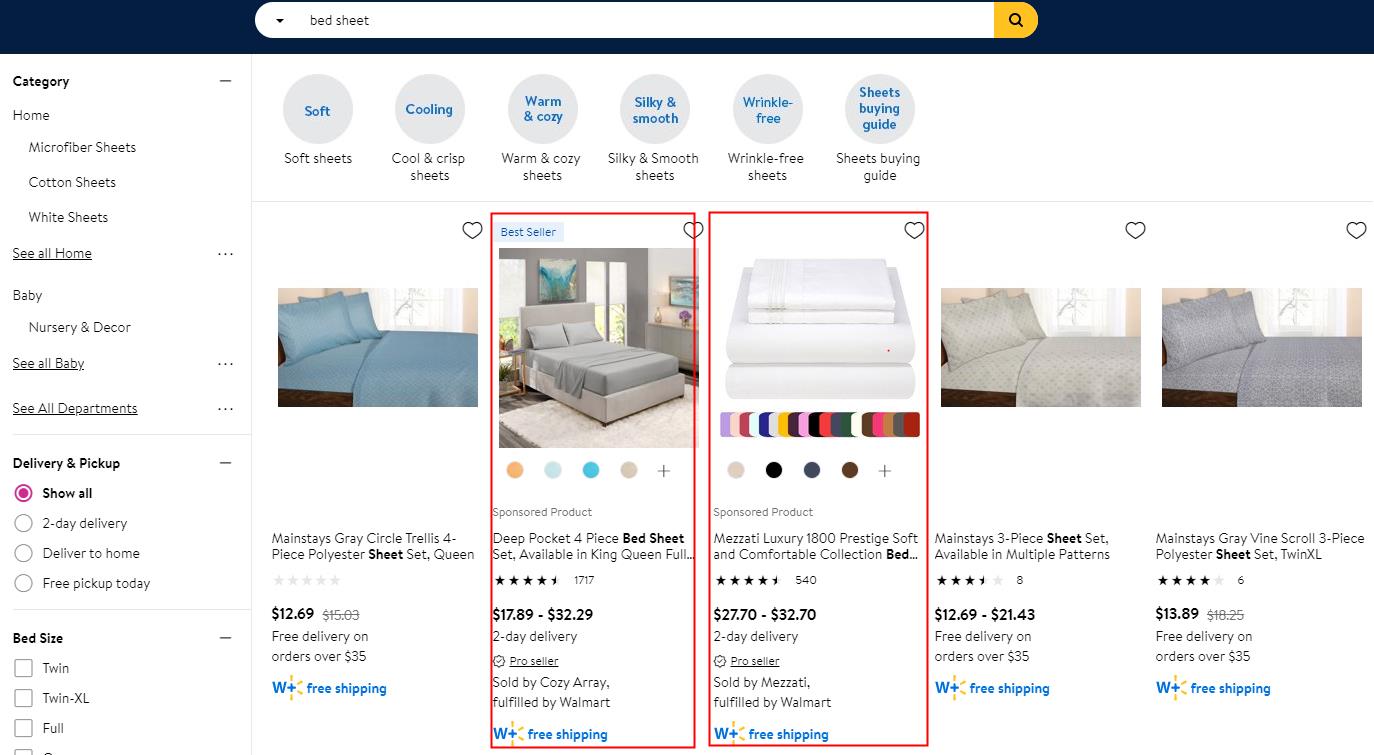 bed sheet
Category
Home
Microfiber Sheets
Cotton Sheets
White Sheets
See all Home
Baby
Nursery & Decor
See all Baby
See All Departments
Delivery & Pickup
Show all
2-day delivery
Deliver to home
Free pickup today
Bed Size
Twin
Twin-XL
Full
Soft
Soft sheets
Cooling
Cool & crisp
sheets
Warm
& cozy
Warm & cozy
sheets
Silky &
smooth
Silky & Smooth
sheets
Wrinkle-
free
Wrinkle-free
sheets
Sheets
buying
guide
Sheets buying
guide
Mainstays Gray Circle Trellis 4-
Piece Polyester Sheet Set, Queen
$12.69 $15.03
Free delivery on
orders over $35
W+ free shipping
Best Seller
Sponsored Product
Deep Pocket 4 Piece Bed Sheet
Set, Available in King Queen Full...
1717
$17.89 - $32.29
2-day delivery
Pro seller
Sold by Cozy Array,
fulfilled by Walmart
W+ free shipping
Sponsored Product
Mezzati Luxury 1800 Prestige Soft
and Comfortable Collection Bed...
540
$27.70 - $32.70
2-day delivery
Pro seller
Sold by Mezzati,
fulfilled by Walmart
W+ free shipping
Mainstays 3-Piece Sheet Set,
Available in Multiple Patterns
8
$12.69 - $21.43
Free delivery on
orders over $35
W+ free shipping
Mainstays Gray Vine Scroll 3-Piece
Polyester Sheet Set, TwinXL
6
$13.89 $18.25
Free delivery on
orders over $35
W+ free shipping